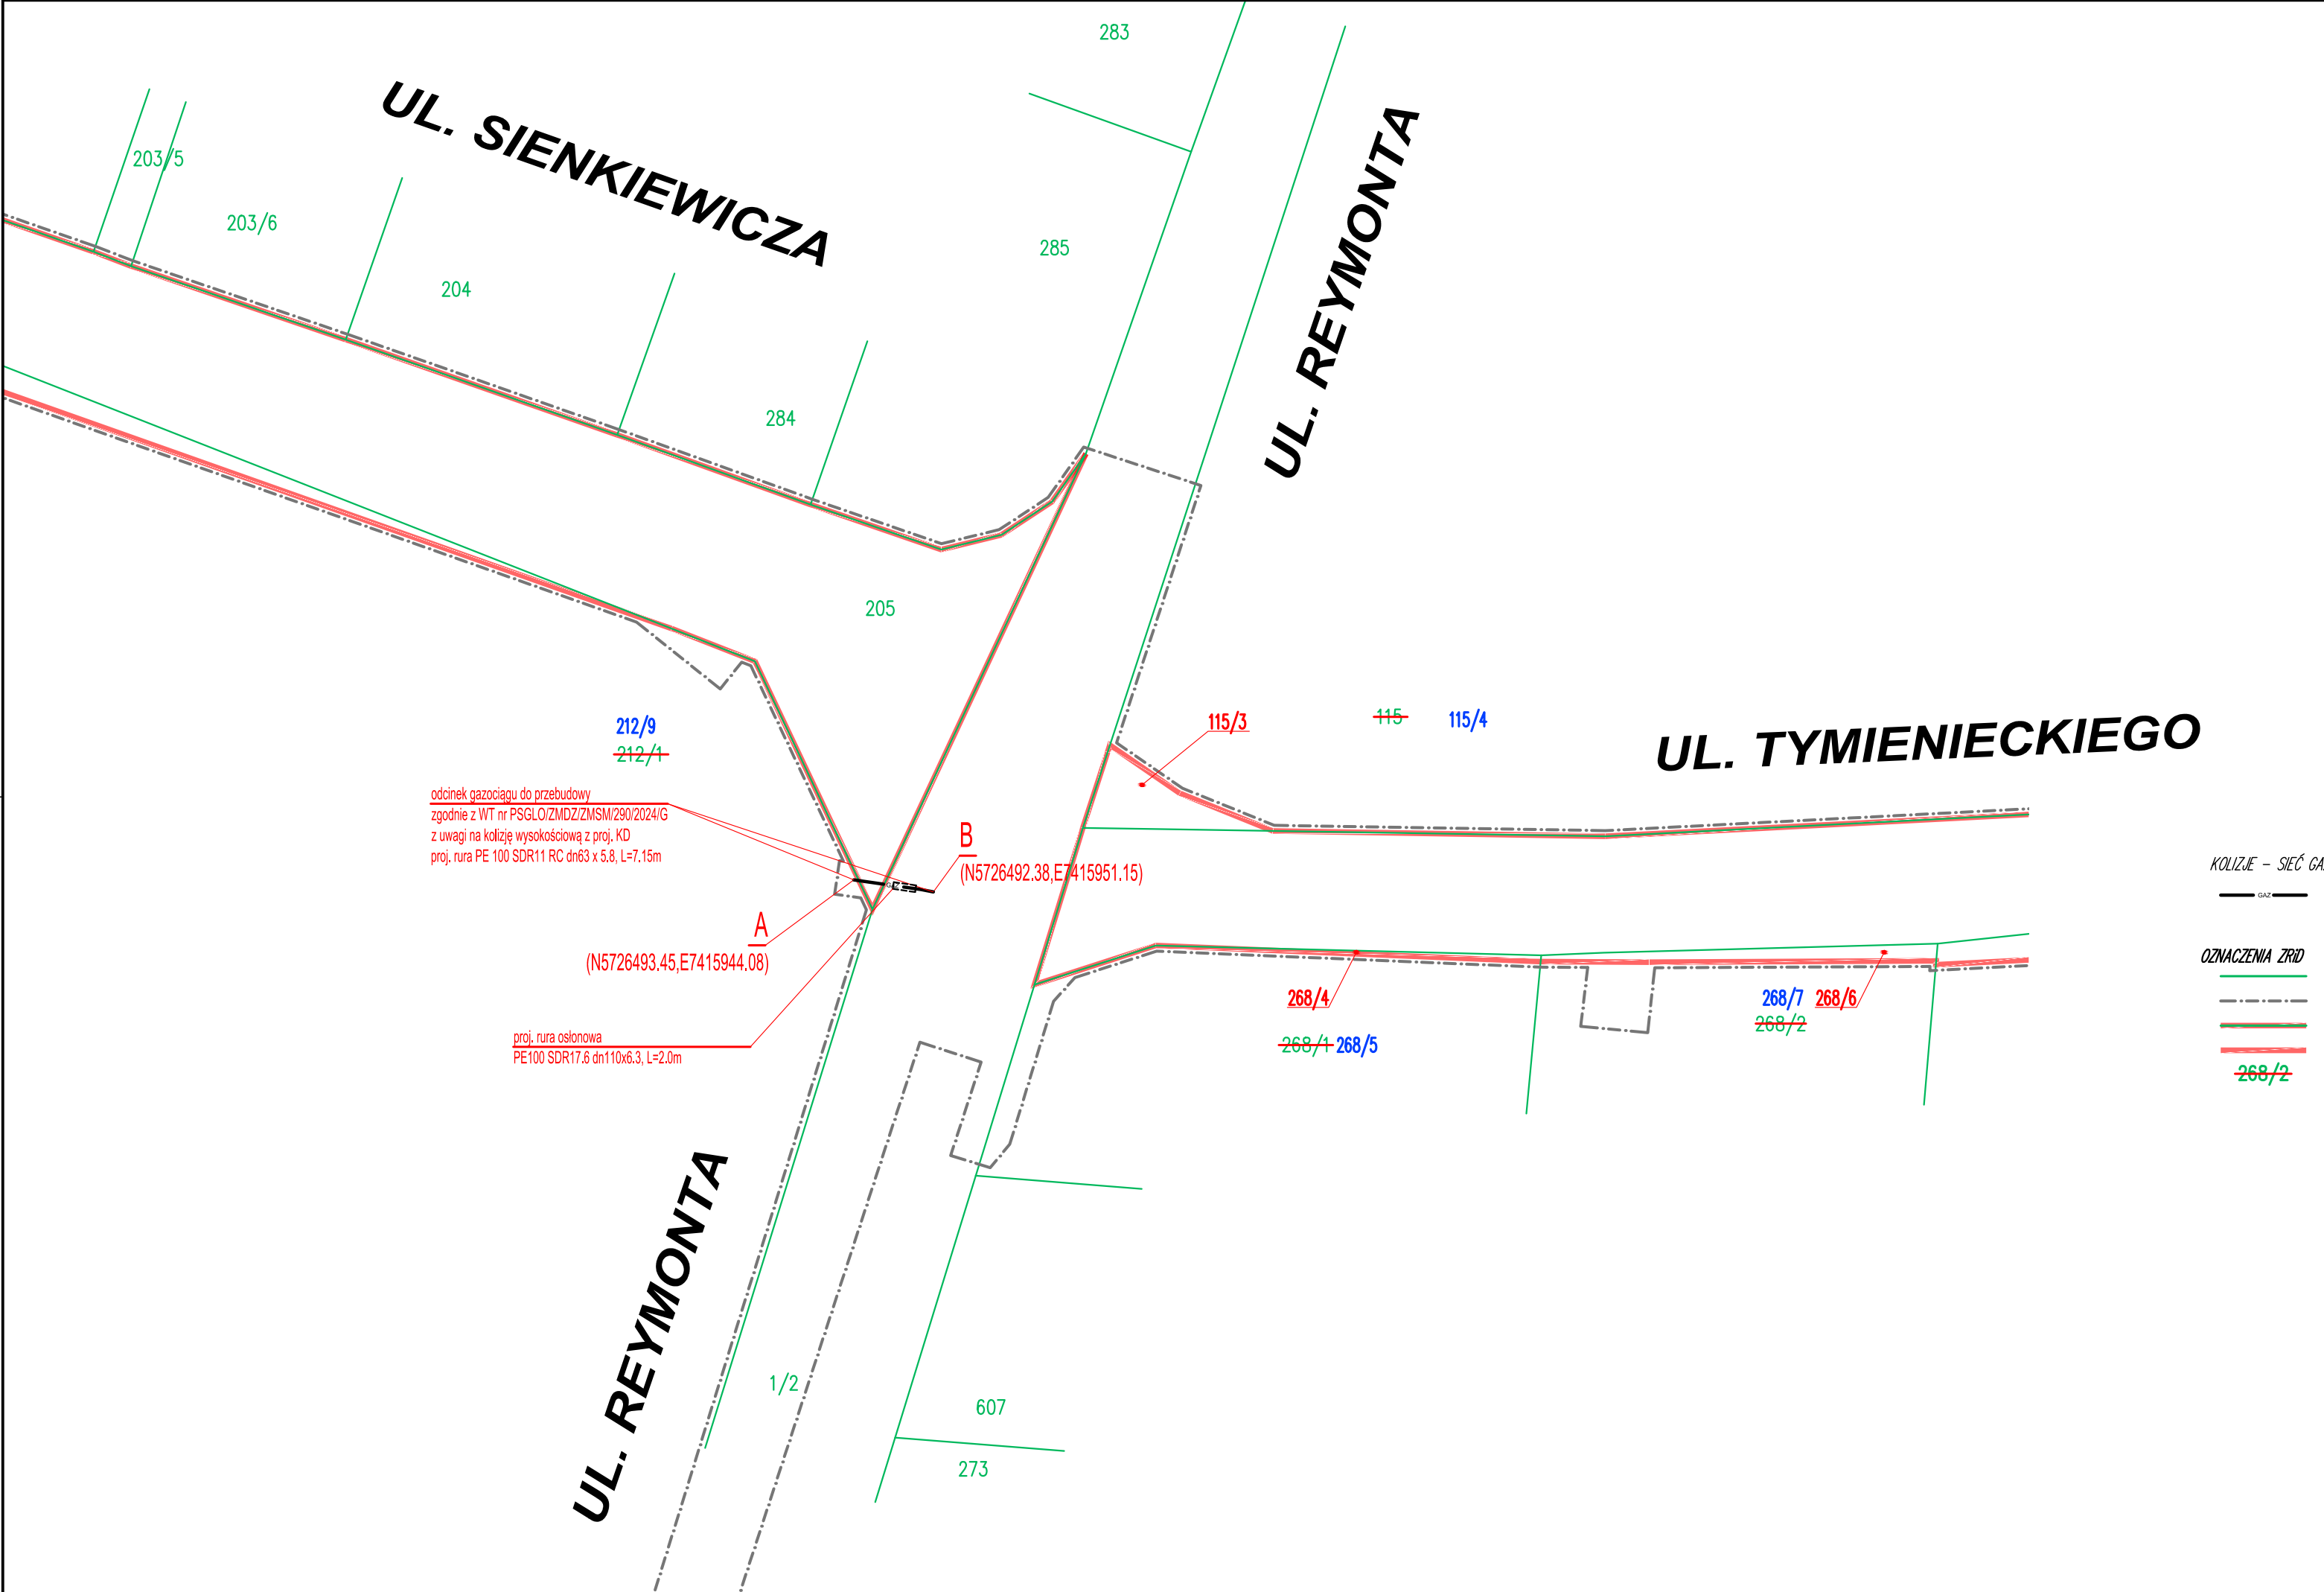 283
UL. SIENKIEWICZA
203/5
203/6
UL. REYMONTA
285
204
284
205
115/3
115
115/4
212/9
212/1
UL. TYMIENIECKIEGO
odcinek gazociągu do przebudowy
zgodnie z WT nr PSGLO/ZMDZ/ZMSM/290/2024/G
z uwagi na kolizję wysokościową z proj. KD
proj. rura PE 100 SDR11 RC dn63 x 5.8, L=7.15m
B
(N5726492.38,E7415951.15)
GAZ
A
(N5726493.45,E7415944.08)
KOLIZJE - SIEĆ GA
GAZ
OZNACZENIA ZRID
268/4
268/1 268/5
268/7 268/6
268/2
268/2
proj. rura osłonowa
PE100 SDR17.6 dn110x6.3, L=2.0m
UL. REYMONTA
1/2
607
273